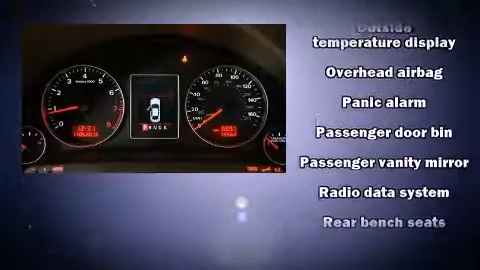 Outside
temperature display
Overhead airbag
Panic alarm
Passenger door bin
Passenger vanity mirror
Radio data system
Rear bench seats